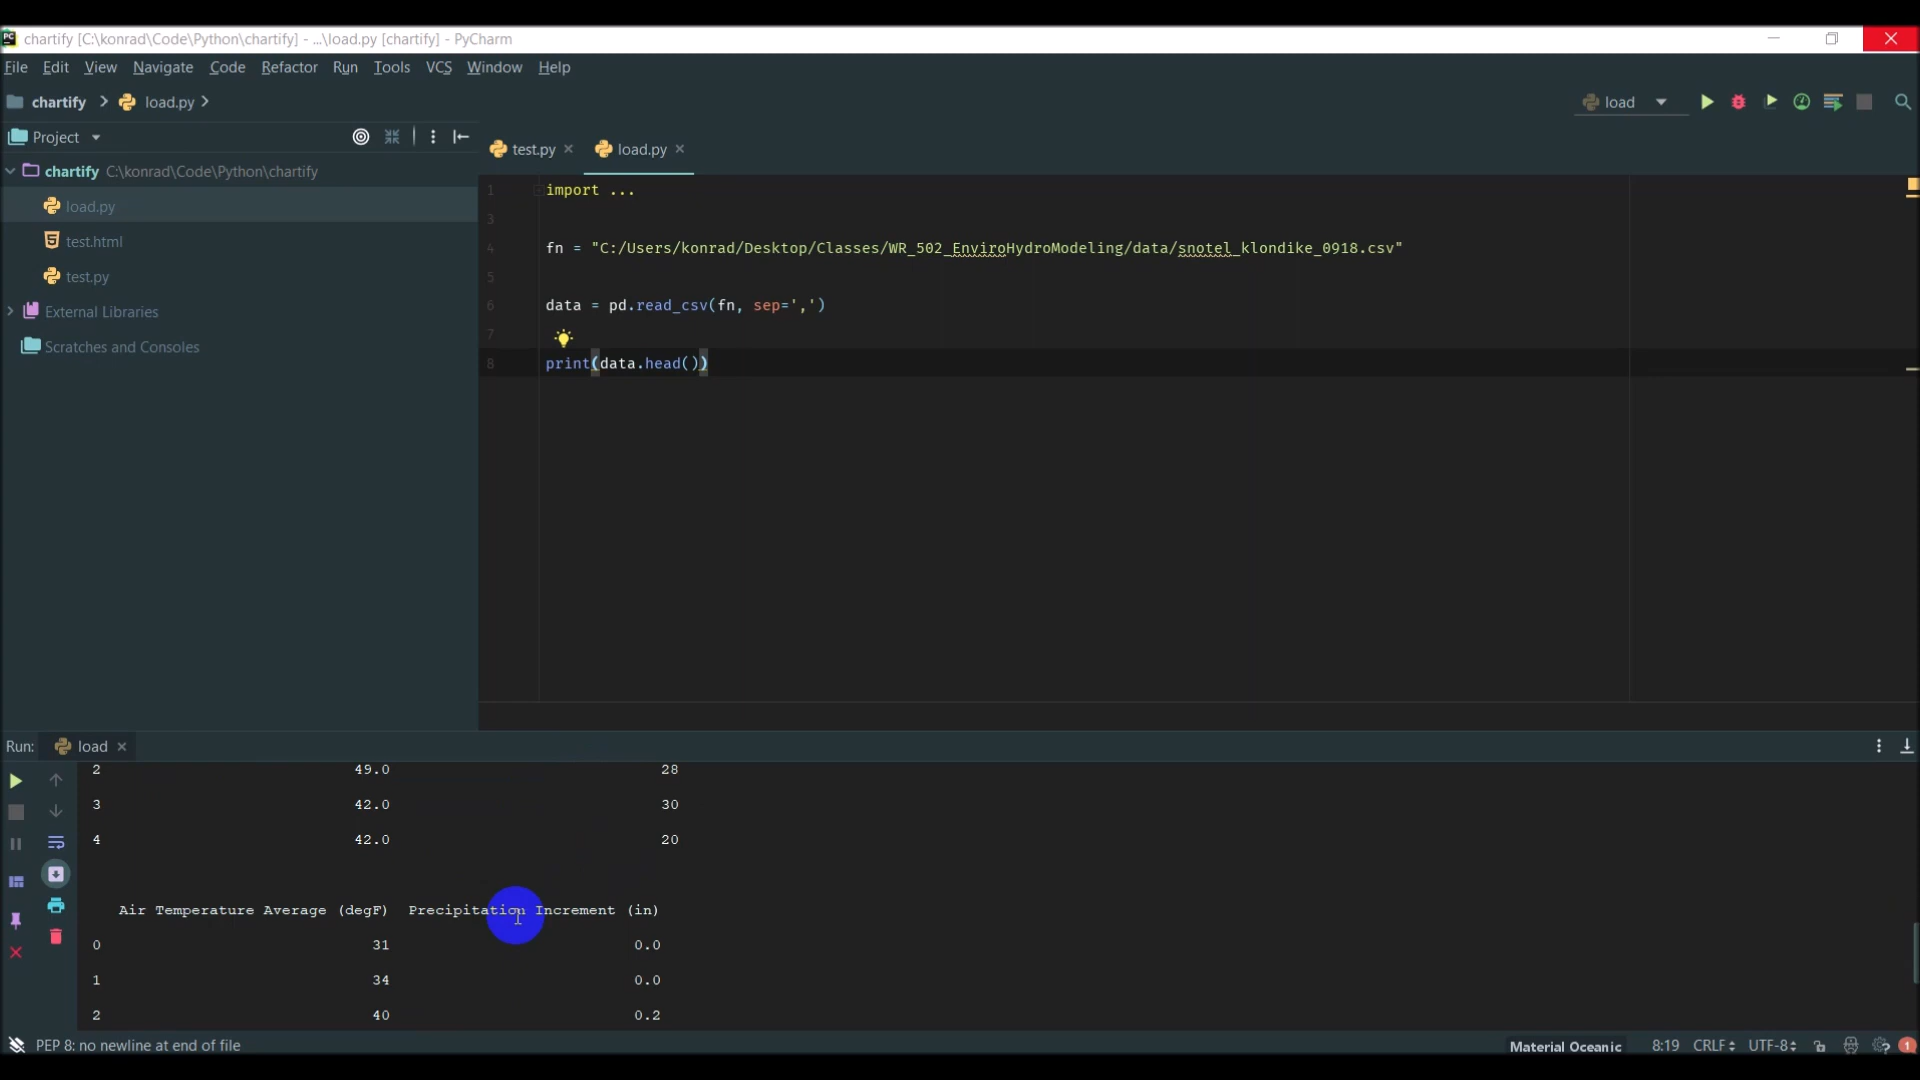 chartify [C:\konrad\Code\Python\chartify] - ...\load.py [chartify] - PyCharm
File Edit View Navigate Code Refactor Run Tools VCS Window Help
chartify load.py load
Project test.py load.py
chartify C:\konrad\Code\Python\chartify
load.py
test.html
test.py
External Libraries
Scratches and Consoles
1 import ...
3
4 fn = "C:/Users/konrad/Desktop/Classes/WR_502_EnviroHydroModeling/data/snotel_klondike_0918.csv"
5
6 data = pd.read_csv(fn, sep=',')
7
8 print(data.head())
Run: load
2 49.0 28
3 42.0 30
4 42.0 20
Air Temperature Average (degF) Precipitation Increment (in)
0 31 0.0
1 34 0.0
2 40 0.2
PEP 8: no newline at end of file Material Oceanic 8:19 CRLF UTF-8 1